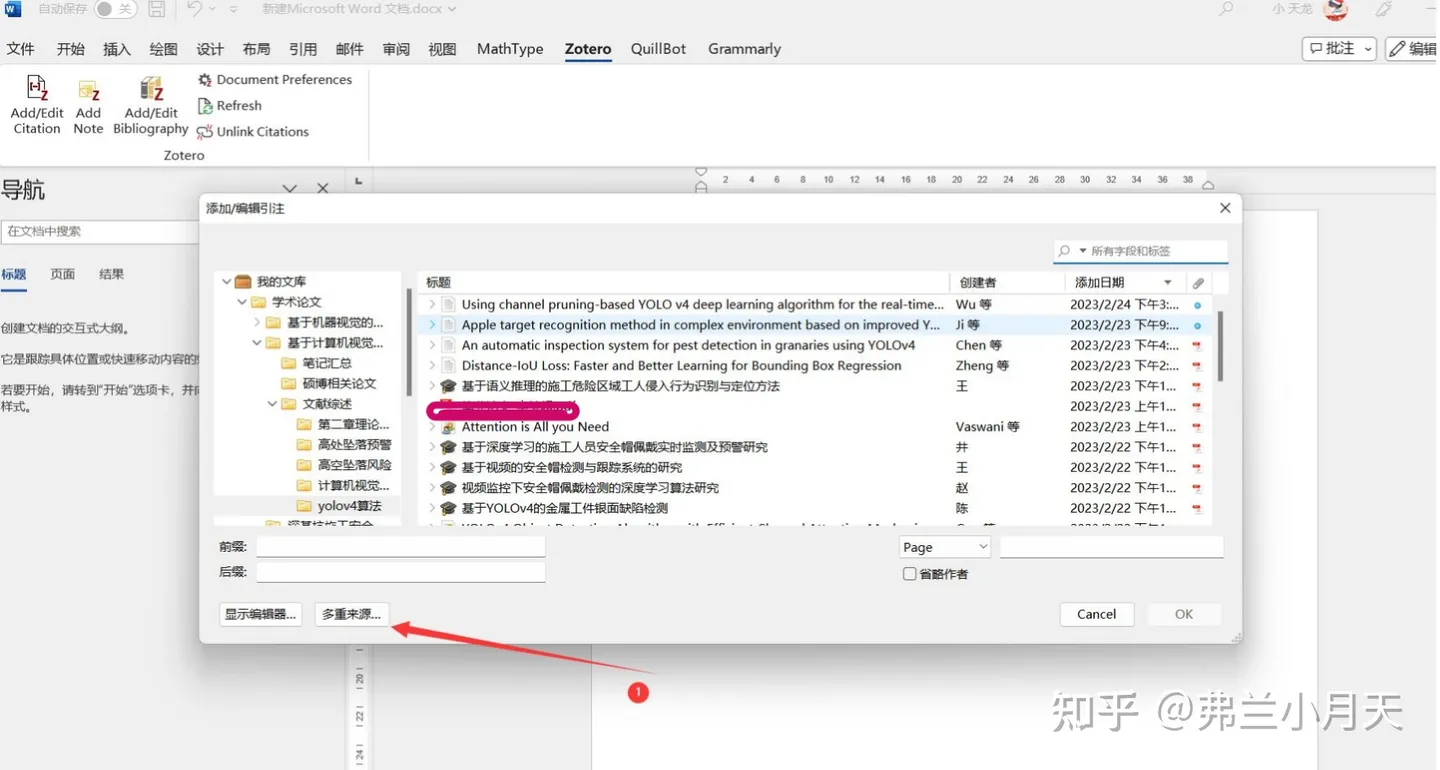 自动保存 关 新建Microsoft Word 文档.docx 小 天龙
文件 开始 插入 绘图 设计 布局 引用 邮件 审阅 视图 MathType Zotero QuillBot Grammarly 批注 编辑
Add/Edit Citation
Add Note
Add/Edit Bibliography
Document Preferences
Refresh
Unlink Citations
Zotero
导航
2 4 6 8 10 12 14 16 18 20 22 24 26 28 30 32 34 36 38
在文档中搜索
标题 页面 结果
创建文档的交互式大纲。
它是跟踪具体位置或快速移动内容的
若要开始，请转到"开始"选项卡，并向
样式。
添加/编辑引注
所有字段和标签
我的文库
学术论文
基于机器视觉的...
基于计算机视觉...
笔记汇总
硕博相关论文
文献综述
第二章理论...
高处坠落预警
高空坠落风险
计算机视觉...
yolov4算法
标题 创建者 添加日期
Using channel pruning-based YOLO v4 deep learning algorithm for the real-time... Wu 等 2023/2/24 下午3:...
Apple target recognition method in complex environment based on improved Y... Ji 等 2023/2/23 下午9:...
An automatic inspection system for pest detection in granaries using YOLOv4 Chen 等 2023/2/23 下午4:...
Distance-IoU Loss: Faster and Better Learning for Bounding Box Regression Zheng 等 2023/2/23 下午2:...
基于语义推理的施工危险区域工人侵入行为识别与定位方法 王 2023/2/23 下午1...
2023/2/23 上午1...
Attention is All you Need Vaswani 等 2023/2/23 上午1...
基于深度学习的施工人员安全帽佩戴实时监测及预警研究 井 2023/2/22 下午1...
基于视频的安全帽检测与跟踪系统的研究 王 2023/2/22 下午1...
视频监控下安全帽佩戴检测的深度学习算法研究 赵 2023/2/22 下午1...
基于YOLOv4的金属工件银面缺陷检测 陈 2023/2/22 下午1...
前缀:
后缀:
Page
省略作者
显示编辑器... 多重来源... Cancel OK
1
20
22
24
知乎 @弗兰小月天